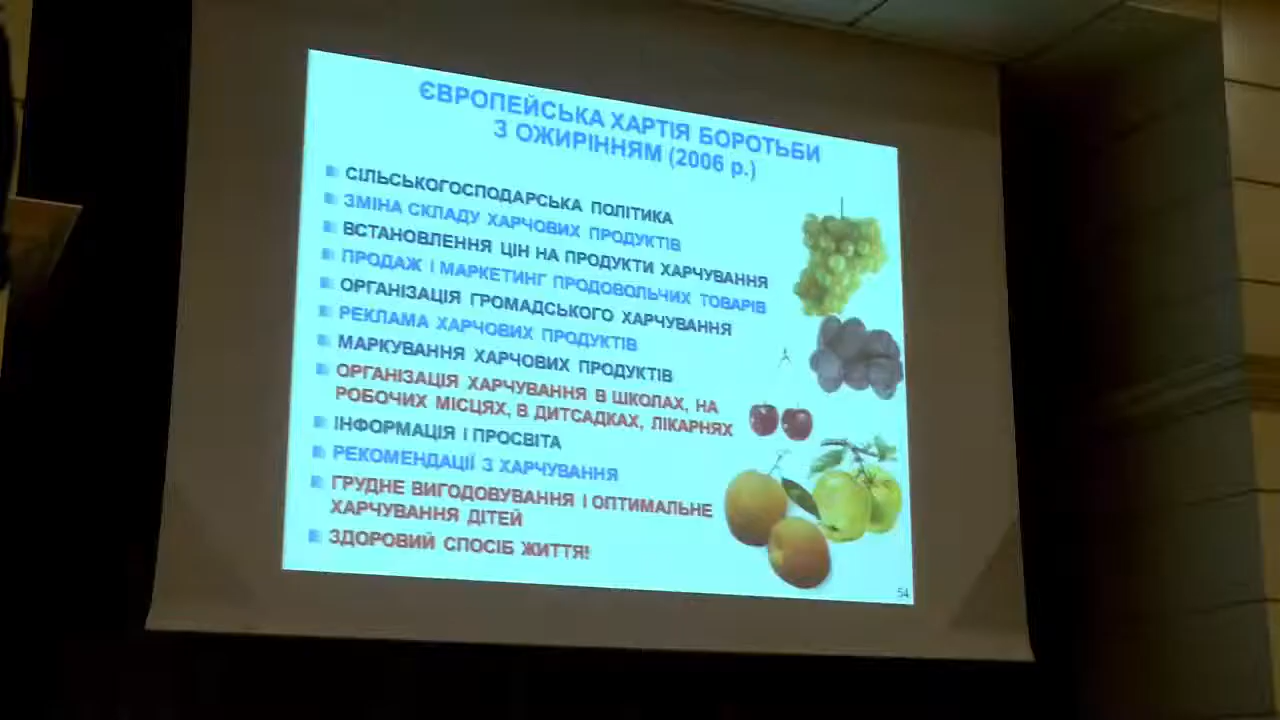 ЄВРОПЕЙСЬКА ХАРТІЯ БОРОТЬБИ
З ОЖИРІННЯМ (2006 р.)
СІЛЬСЬКОГОСПОДАРСЬКА ПОЛІТИКА
ЗМІНА СКЛАДУ ХАРЧОВИХ ПРОДУКТІВ
ВСТАНОВЛЕННЯ ЦІН НА ПРОДУКТИ ХАРЧУВАННЯ
ПРОДАЖ І МАРКЕТИНГ ПРОДОВОЛЬЧИХ ТОВАРІВ
ОРГАНІЗАЦІЯ ГРОМАДСЬКОГО ХАРЧУВАННЯ
РЕКЛАМА ХАРЧОВИХ ПРОДУКТІВ
МАРКУВАННЯ ХАРЧОВИХ ПРОДУКТІВ
ОРГАНІЗАЦІЯ ХАРЧУВАННЯ В ШКОЛАХ, НА
РОБОЧИХ МІСЦЯХ, В ДИТСАДКАХ, ЛІКАРНЯХ
ІНФОРМАЦІЯ І ПРОСВІТА
РЕКОМЕНДАЦІЇ З ХАРЧУВАННЯ
ГРУДНЕ ВИГОДОВУВАННЯ І ОПТИМАЛЬНЕ
ХАРЧУВАННЯ ДІТЕЙ
ЗДОРОВИЙ СПОСІБ ЖИТТЯ!
54